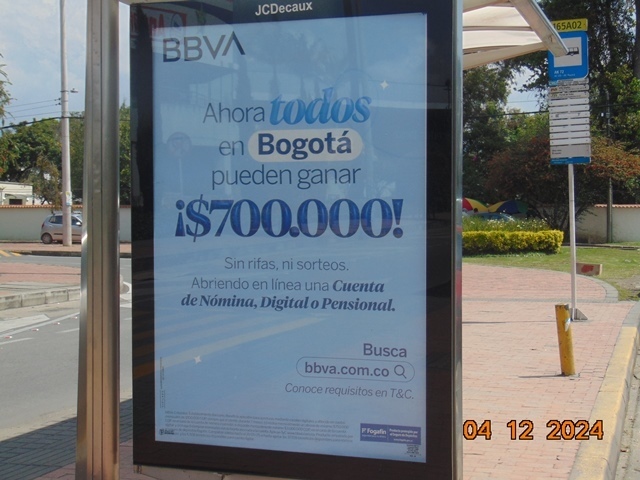 JCDecaux
BBVA
Ahora todos
en Bogotá
pueden ganar
¡$700.000!
Sin rifas, ni sorteos.
Abriendo en línea una Cuenta
de Nómina, Digital o Pensional.
Busca
bbva.com.co
Conoce requisitos en T&C.
Fogafín
165A02
04 12 2024